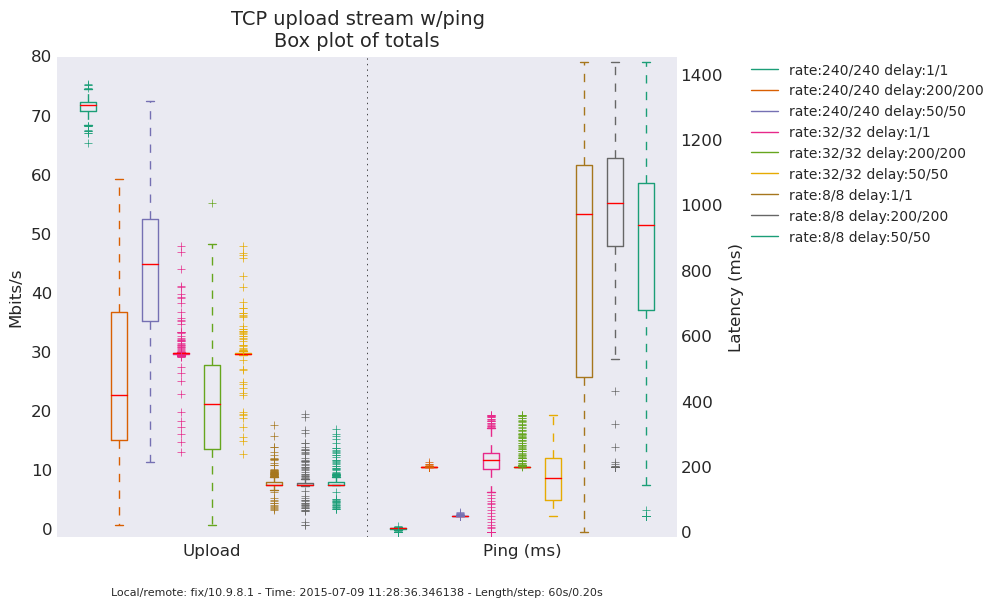 TCP upload stream w/ping
Box plot of totals
80
70
60
50
40
30
20
10
0
Mbits/s
1400
1200
1000
800
600
400
200
0
Latency (ms)
Upload
Ping (ms)
rate:240/240 delay:1/1
rate:240/240 delay:200/200
rate:240/240 delay:50/50
rate:32/32 delay:1/1
rate:32/32 delay:200/200
rate:32/32 delay:50/50
rate:8/8 delay:1/1
rate:8/8 delay:200/200
rate:8/8 delay:50/50
Local/remote: fix/10.9.8.1 - Time: 2015-07-09 11:28:36.346138 - Length/step: 60s/0.20s